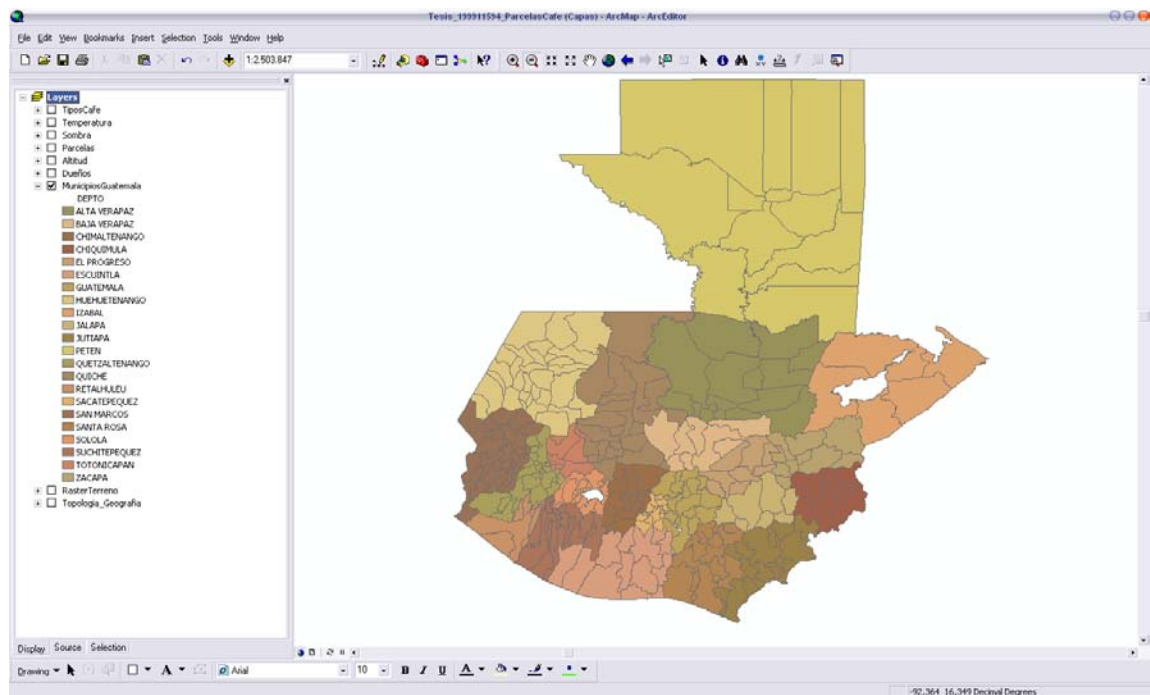 Tesis_199911594_ParcelasCafe (Capas) - ArcMap - ArcEditor
File Edit View Bookmarks Insert Selection Tools Window Help
1:2.503.847
Layers
TiposCafe
Temperatura
Sombra
Parcelas
Altitud
Dueños
MunicipiosGuatemala
DEPTO
ALTA VERAPAZ
BAJA VERAPAZ
CHIMALTENANGO
CHIQUIMULA
EL PROGRESO
ESCUINTLA
GUATEMALA
HUEHUETENANGO
IZABAL
JALAPA
JUTIAPA
PETEN
QUETZALTENANGO
QUICHE
RETALHULEU
SACATEPEQUEZ
SAN MARCOS
SANTA ROSA
SOLOLA
SUCHITEPEQUEZ
TOTONICAPAN
ZACAPA
RasterTerreno
Topologia_Geografia
Display Source Selection
Drawing A Arial 10 B I U A
-92,364 16,349 Decimal Degrees